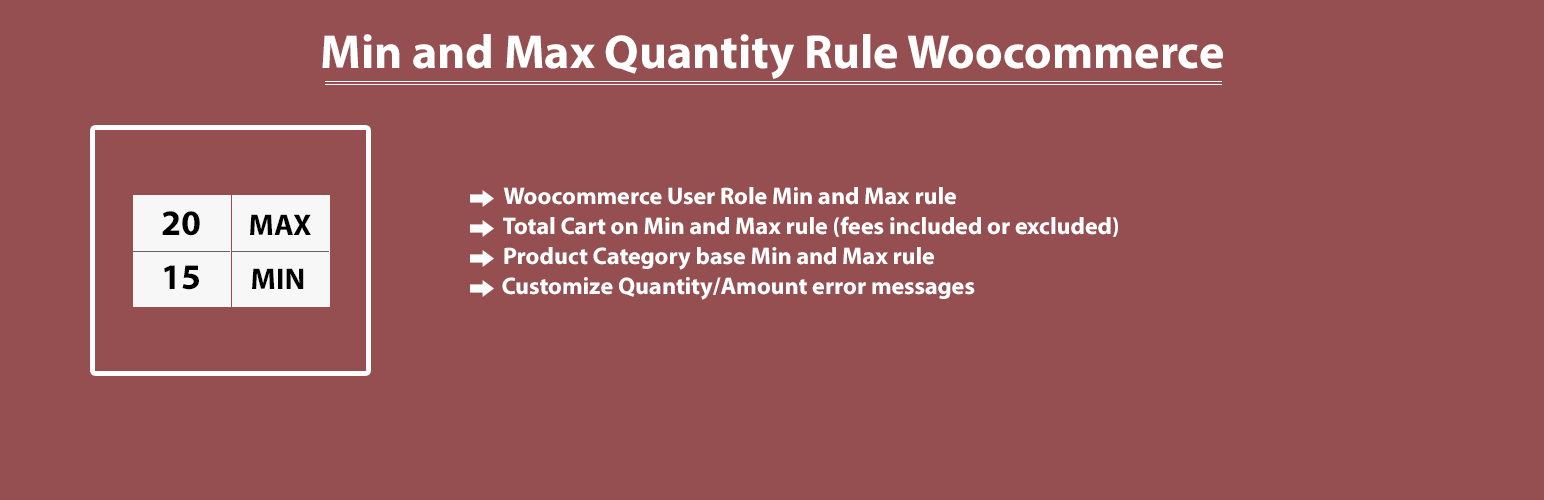 Min and Max Quantity Rule Woocommerce
20 MAX
15 MIN
Woocommerce User Role Min and Max rule
Total Cart on Min and Max rule (fees included or excluded)
Product Category base Min and Max rule
Customize Quantity/Amount error messages